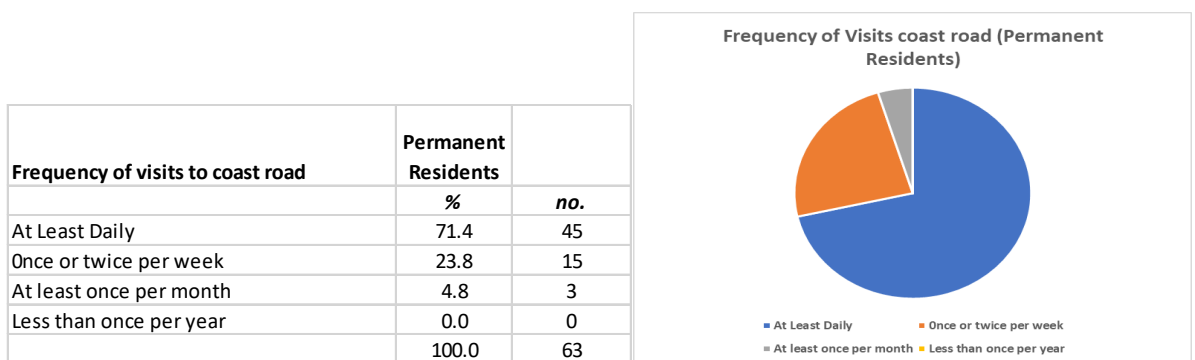 Permanent
Frequency of visits to coast road Residents
% no.
At Least Daily 71.4 45
0nce or twice per week 23.8 15
At least once per month 4.8 3
Less than once per year 0.0 0
100.0 63
Frequency of Visits coast road (Permanent
Residents)
At Least Daily 0nce or twice per week
At least once per month Less than once per year